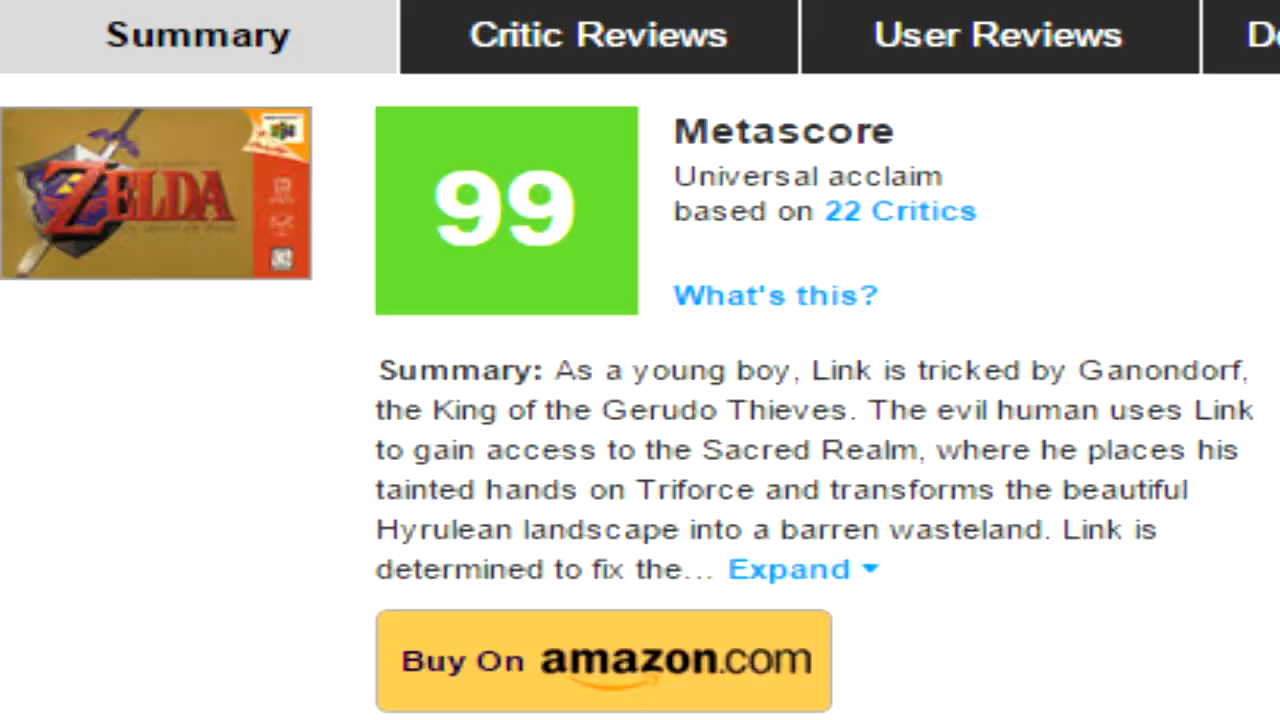 Summary
Critic Reviews
User Reviews
ZELDA
99
Metascore
Universal acclaim
based on 22 Critics
What's this?
Summary: As a young boy, Link is tricked by Ganondorf,
the King of the Gerudo Thieves. The evil human uses Link
to gain access to the Sacred Realm, where he places his
tainted hands on Triforce and transforms the beautiful
Hyrulean landscape into a barren wasteland. Link is
determined to fix the... Expand
Buy On amazon.com